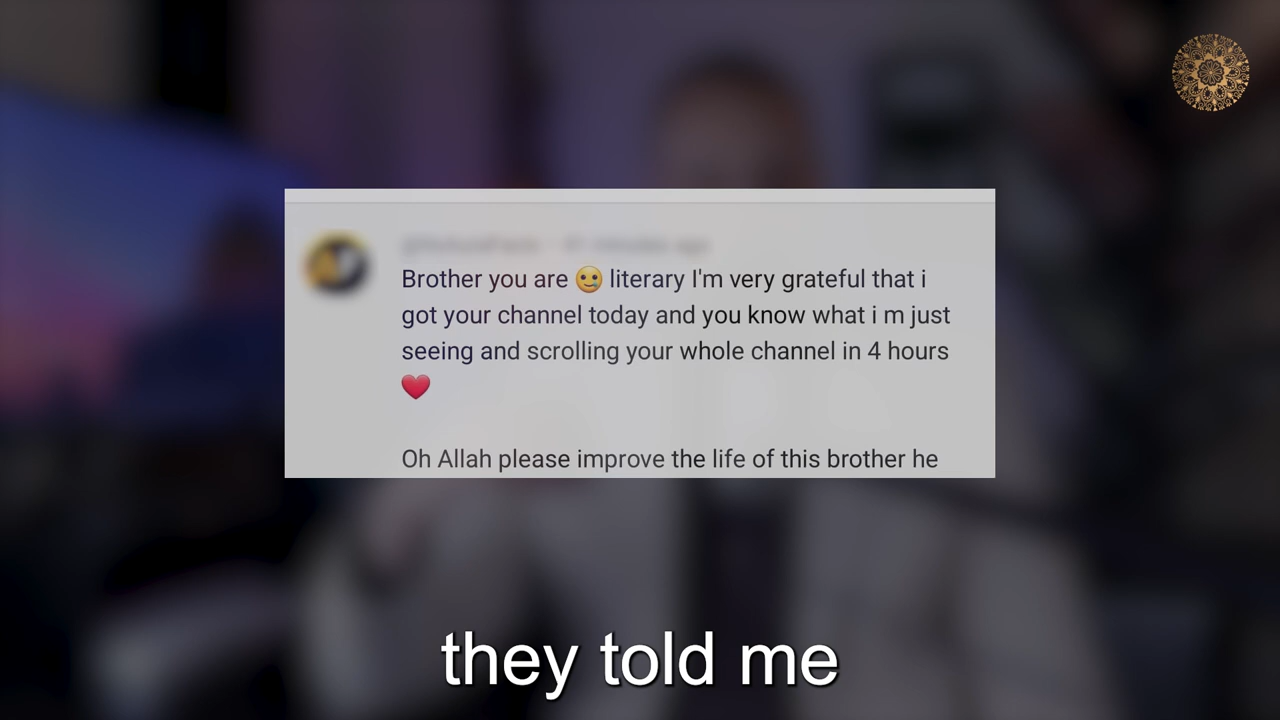 Brother you are 🥲 literary I'm very grateful that i
got your channel today and you know what i m just
seeing and scrolling your whole channel in 4 hours
❤️
Oh Allah please improve the life of this brother he
they told me